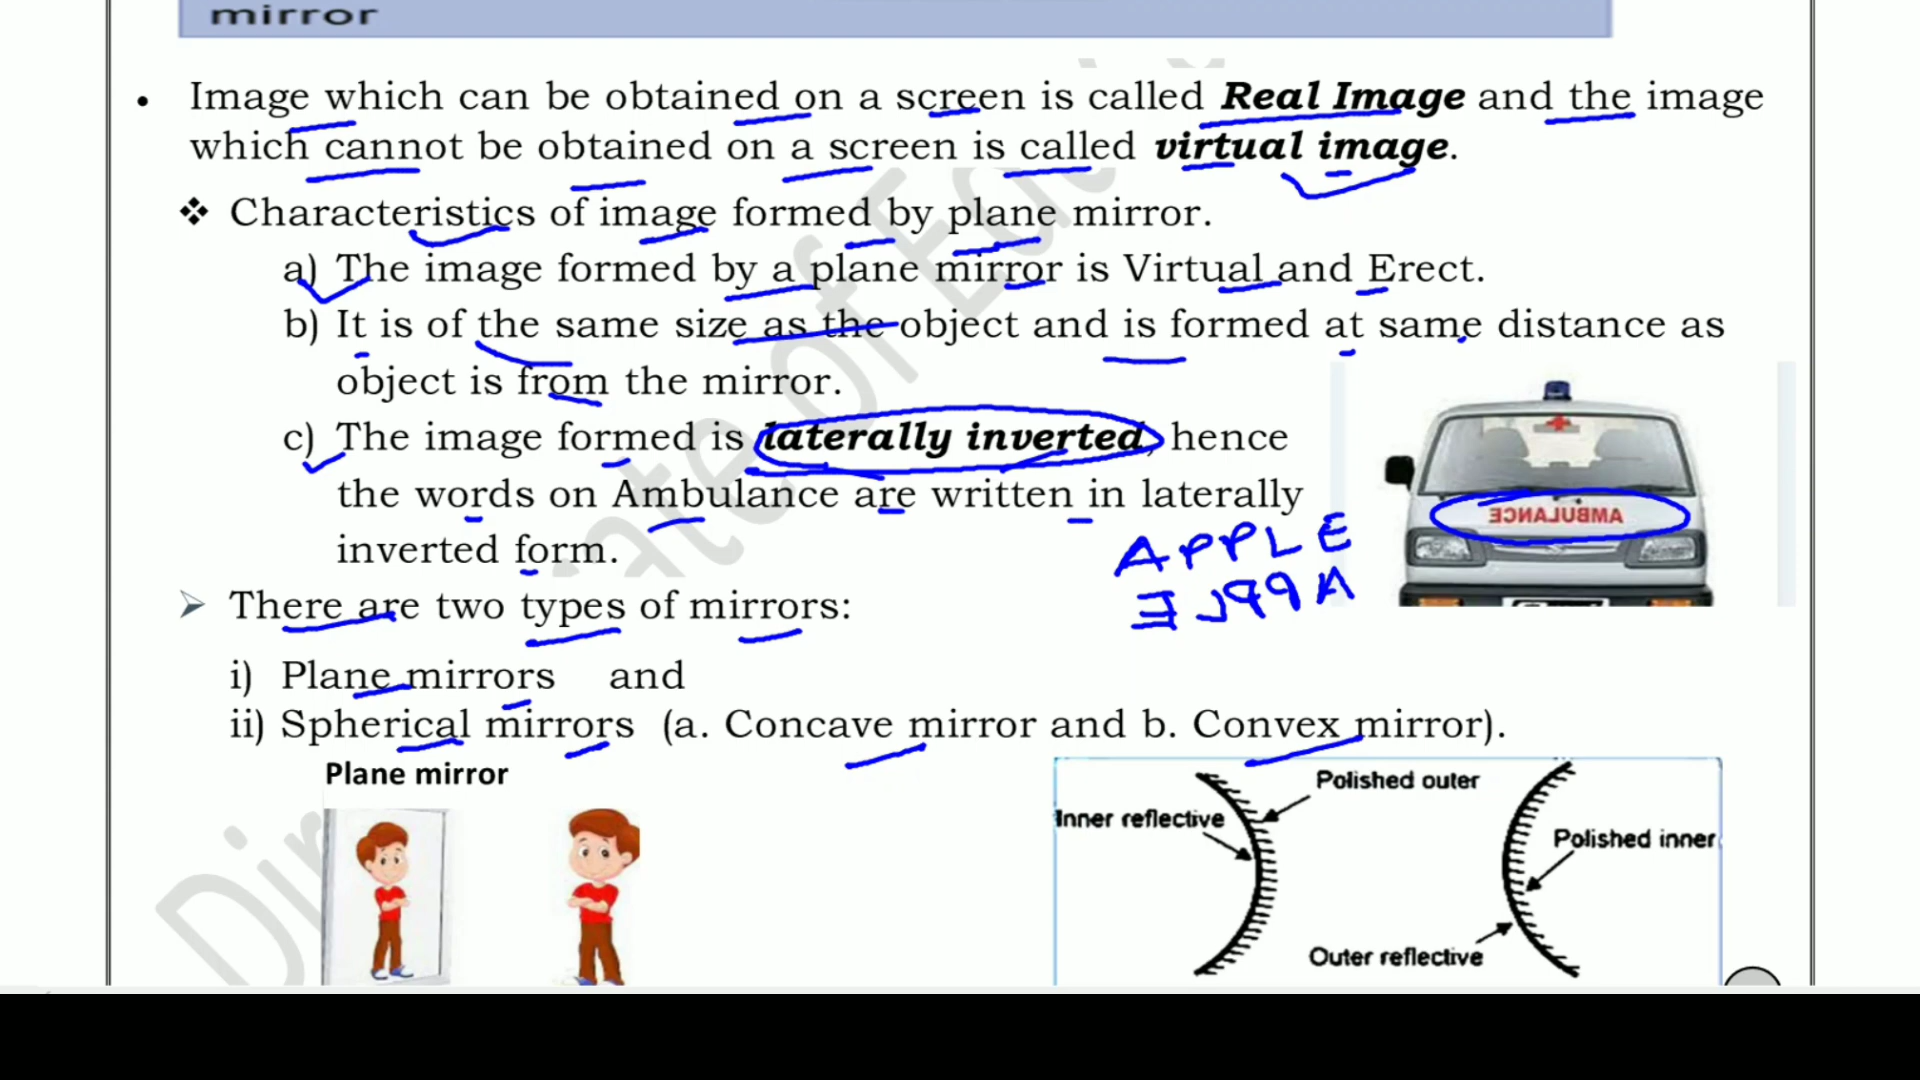 mirror
• Image which can be obtained on a screen is called Real Image and the image
which cannot be obtained on a screen is called virtual image.
❖ Characteristics of image formed by plane mirror.
a) The image formed by a plane mirror is Virtual and Erect.
b) It is of the same size as the object and is formed at same distance as
object is from the mirror.
c) The image formed is laterally inverted, hence
the words on Ambulance are written in laterally
inverted form.
AMBULANCE
APPLE
ELPPA
➢ There are two types of mirrors:
i) Plane mirrors and
ii) Spherical mirrors (a. Concave mirror and b. Convex mirror).
Plane mirror
Polished outer
Inner reflective
Polished inner
Outer reflective